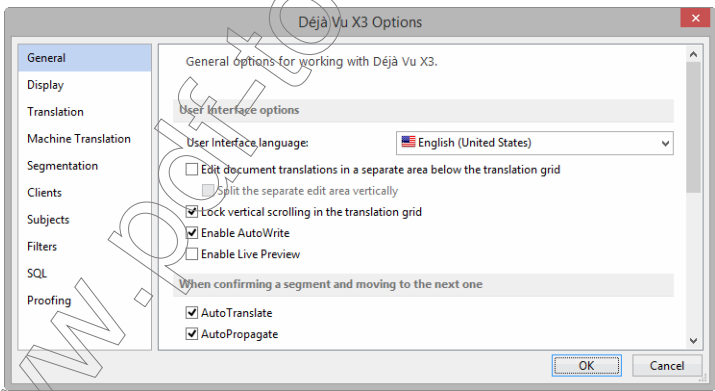 Déjà Vu X3 Options
General
Display
Translation
Machine Translation
Segmentation
Clients
Subjects
Filters
SQL
Proofing
General options for working with Déjà Vu X3.
User Interface options
User Interface language:
English (United States)
Edit document translations in a separate area below the translation grid
Split the separate edit area vertically
Lock vertical scrolling in the translation grid
Enable AutoWrite
Enable Live Preview
When confirming a segment and moving to the next one
AutoTranslate
AutoPropagate
OK
Cancel
w.pdf-to